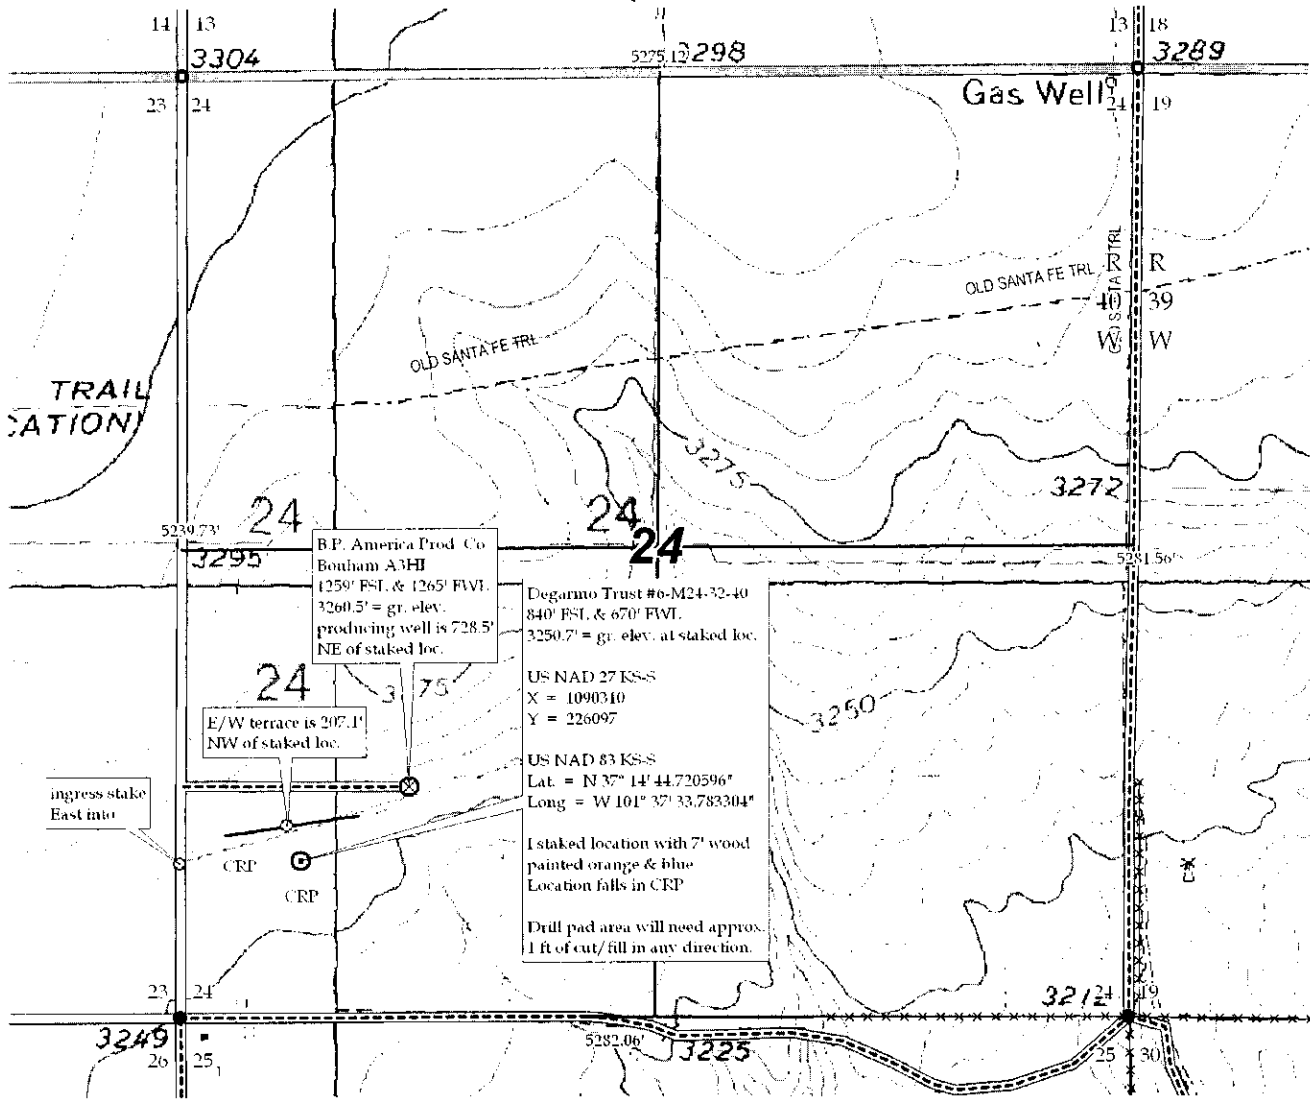 14 13
13 18
3304
5275.12'
3298
3289
23 24
Gas Well
24 19
OLD SANTA FE TRL
R R
OLD SANTA FE TRL
40 39
W W
OLD SANTA FE TRL
TRAIL
CATION)
3275
3272
24
24
24
5239.73'
3295
5281.56'
B.P. America Prod Co
Bonham A3HI
1259' FSL & 1265' FWL
3260.5' = gr. elev.
producing well is 728.5'
NE of staked loc.
Degarmo Trust #6-M24-32-40
840' FSL & 670' FWL
3250.7' = gr. elev. at staked loc.
US NAD 27 KS-S
X = 1090310
Y = 226097
US NAD 83 KS-S
Lat. = N 37° 14' 44.720596"
Long = W 101° 37' 33.783304"
I staked location with 7' wood
painted orange & blue
Location falls in CRP
Drill pad area will need approx.
1 ft of cut/fill in any direction.
24
3 75
3250
E/W terrace is 207.1'
NW of staked loc.
ingress stake
East into
CRP
CRP
23 24
24 19
3212
3249
5282.06'
3225
26 25
25 30